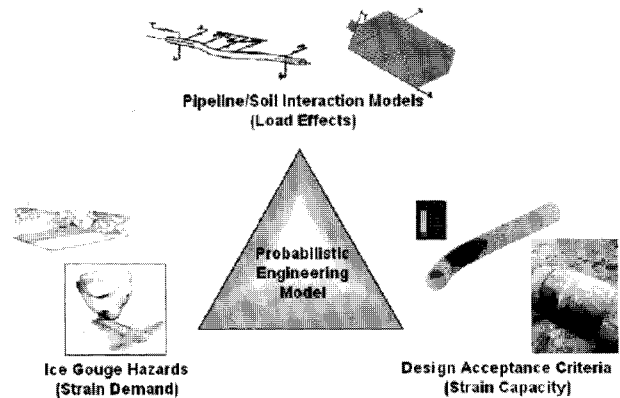 Pipeline/Soil Interaction Models
(Load Effects)
Probabilistic
Engineering
Model
Ice Gouge Hazards
(Strain Demand)
Design Acceptance Criteria
(Strain Capacity)